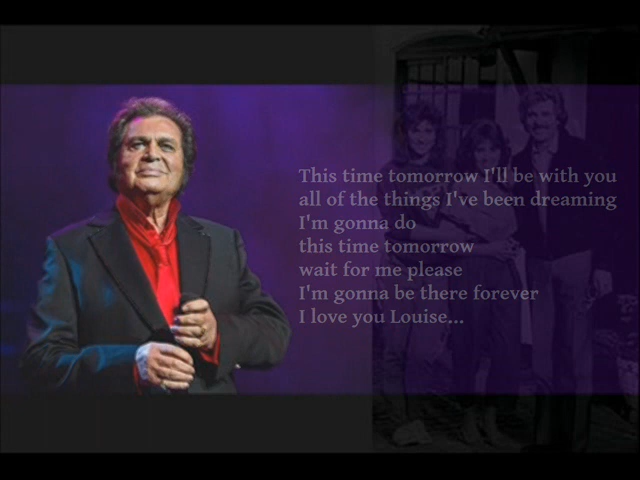 This time tomorrow I'll be with you
all of the things I've been dreaming
I'm gonna do
this time tomorrow
wait for me please
I'm gonna be there forever
I love you Louise...